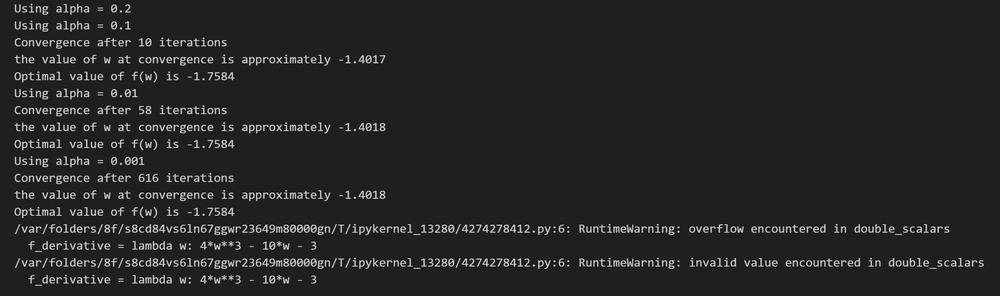 Using alpha = 0.2
Using alpha = 0.1
Convergence after 10 iterations
the value of w at convergence is approximately -1.4017
Optimal value of f(w) is -1.7584
Using alpha = 0.01
Convergence after 58 iterations
the value of w at convergence is approximately -1.4018
Optimal value of f(w) is -1.7584
Using alpha = 0.001
Convergence after 616 iterations
the value of w at convergence is approximately -1.4018
Optimal value of f(w) is -1.7584
/var/folders/8f/s8cd84vs6ln67ggwr23649m80000gn/T/ipykernel_13280/4274278412.py:6: RuntimeWarning: overflow encountered in double_scalars
  f_derivative = lambda w: 4*w**3 - 10*w - 3
/var/folders/8f/s8cd84vs6ln67ggwr23649m80000gn/T/ipykernel_13280/4274278412.py:6: RuntimeWarning: invalid value encountered in double_scalars
  f_derivative = lambda w: 4*w**3 - 10*w - 3